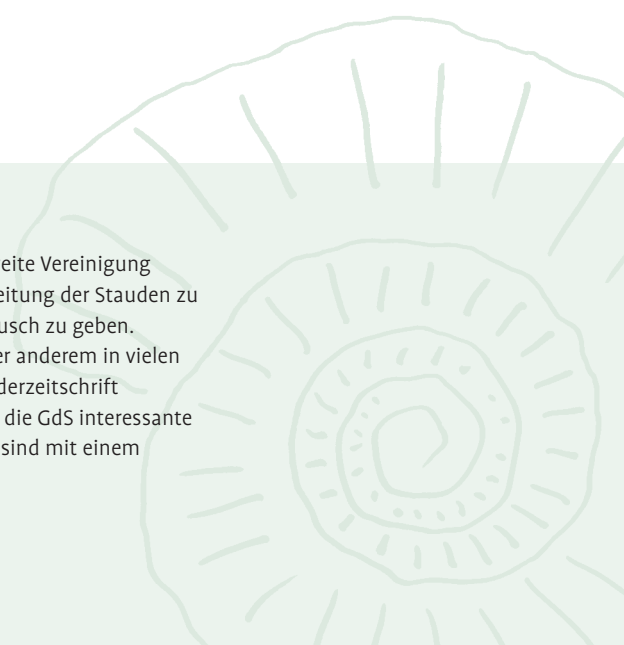 eite Vereinigung
eitung der Stauden zu
usch zu geben.
er anderem in vielen
derzeitschrift
die GdS interessante
sind mit einem